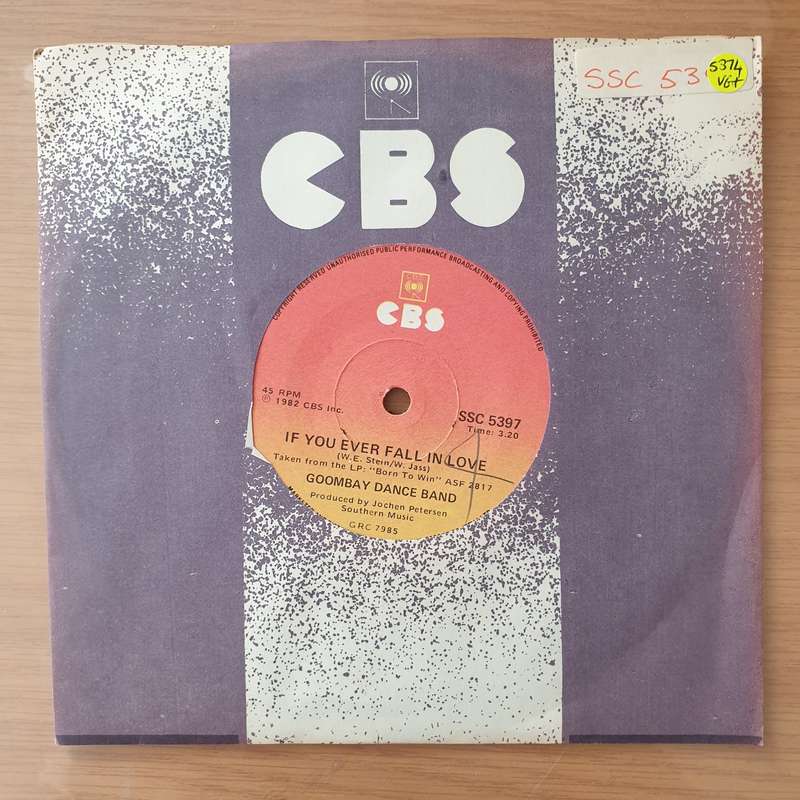 SSC 53
5374
VG+
CBS
COPYRIGHT RESERVED UNAUTHORISED PUBLIC PERFORMANCE BROADCASTING AND COPYING PROHIBITED
CBS
45 RPM
℗ 1982 CBS Inc.
SSC 5397
Time: 3.20
IF YOU EVER FALL IN LOVE
(W.E. Stein/W. Jass)
Taken from the LP: "Born To Win" ASF 2817
GOOMBAY DANCE BAND
Produced by Jochen Petersen
Southern Music
GRC 7985